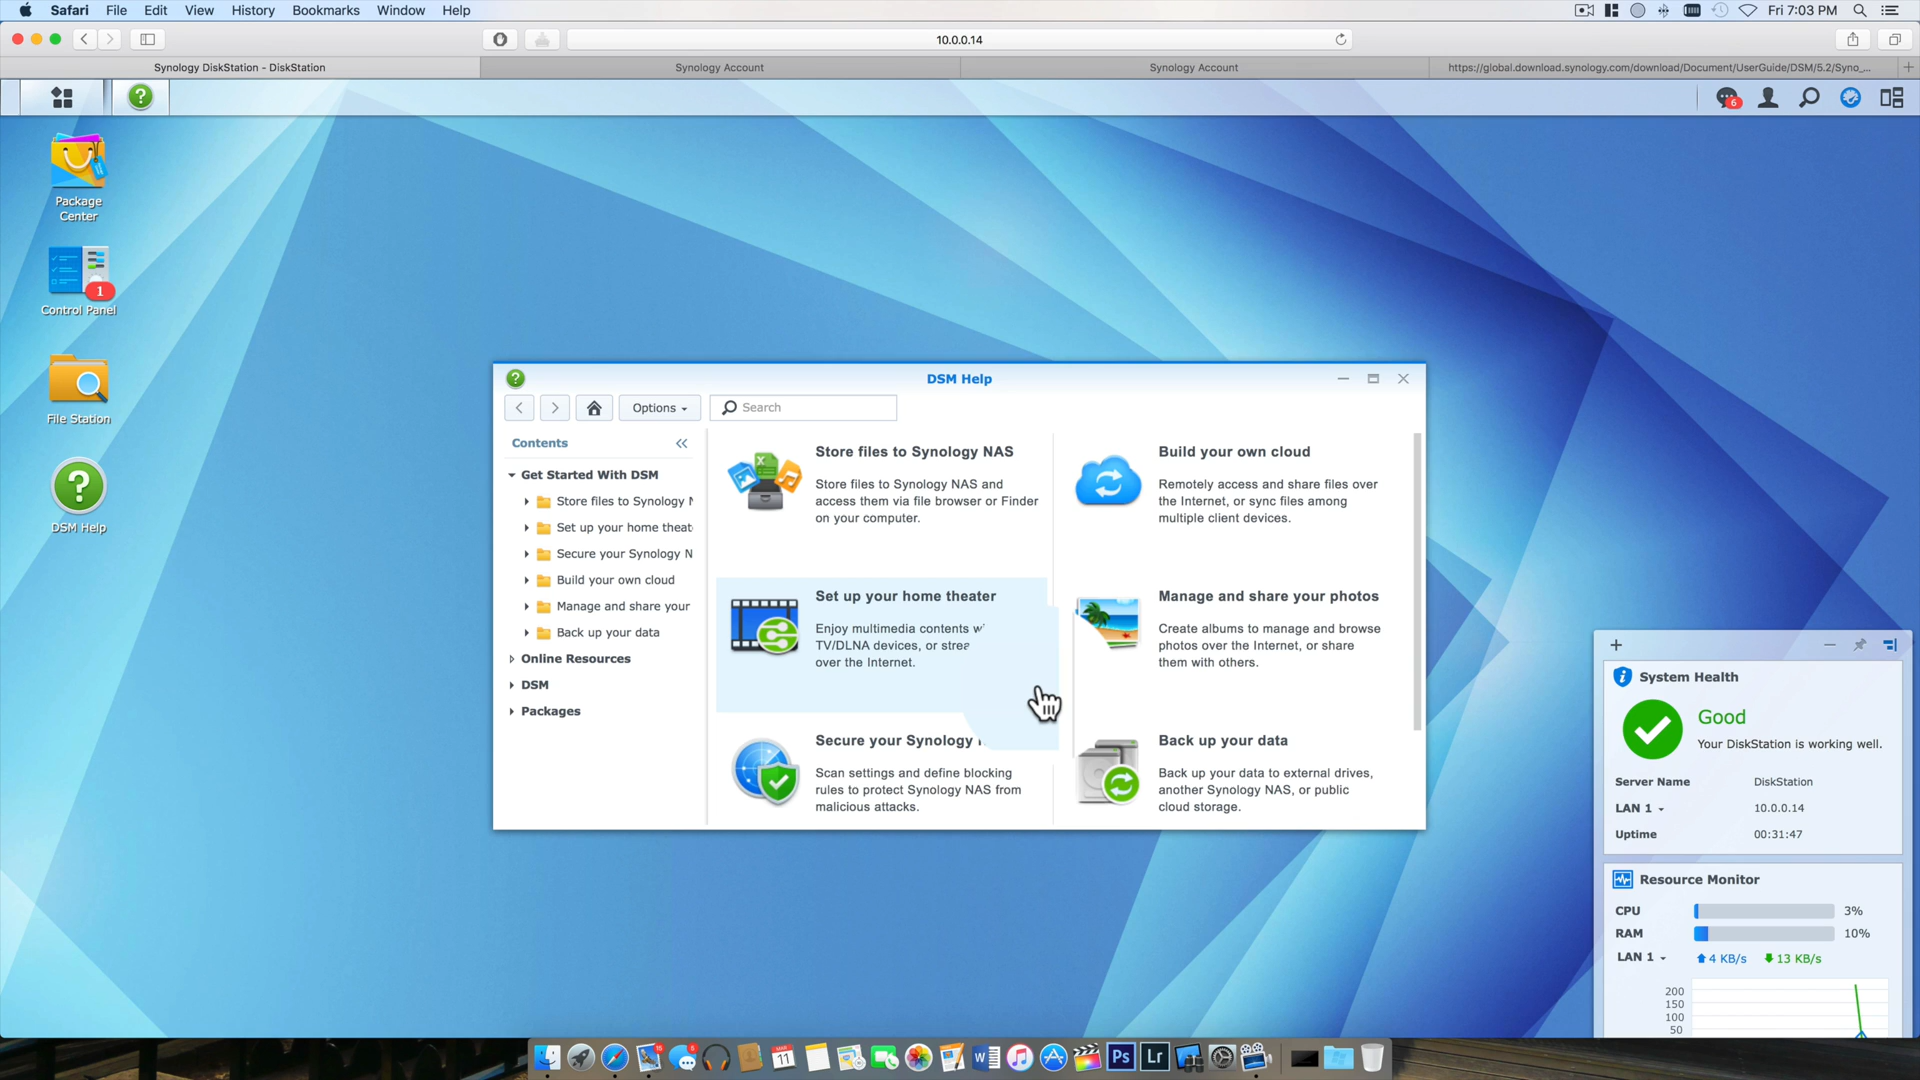 Safari File Edit View History Bookmarks Window Help
Fri 7:03 PM
10.0.0.14
Synology DiskStation - DiskStation
Synology Account
Synology Account
https://global.download.synology.com/download/Document/UserGuide/DSM/5.2/Syno_...
6
Package
Center
1
Control Panel
File Station
DSM Help
DSM Help
Options
Search
Contents
Get Started With DSM
Store files to Synology N
Set up your home theat
Secure your Synology N
Build your own cloud
Manage and share your
Back up your data
Online Resources
DSM
Packages
Store files to Synology NAS
Store files to Synology NAS and
access them via file browser or Finder
on your computer.
Build your own cloud
Remotely access and share files over
the Internet, or sync files among
multiple client devices.
Set up your home theater
Enjoy multimedia contents
TV/DLNA devices, or
over the Internet.
Manage and share your photos
Create albums to manage and browse
photos over the Internet, or share
them with others.
Secure your Synology
Scan settings and define blocking
rules to protect Synology NAS from
malicious attacks.
Back up your data
Back up your data to external drives,
another Synology NAS, or public
cloud storage.
System Health
Good
Your DiskStation is working well.
Server Name DiskStation
LAN 1 10.0.0.14
Uptime 00:31:47
Resource Monitor
CPU 3%
RAM 10%
LAN 1 4 KB/s 13 KB/s
200
150
100
50
11
Ps
Lr